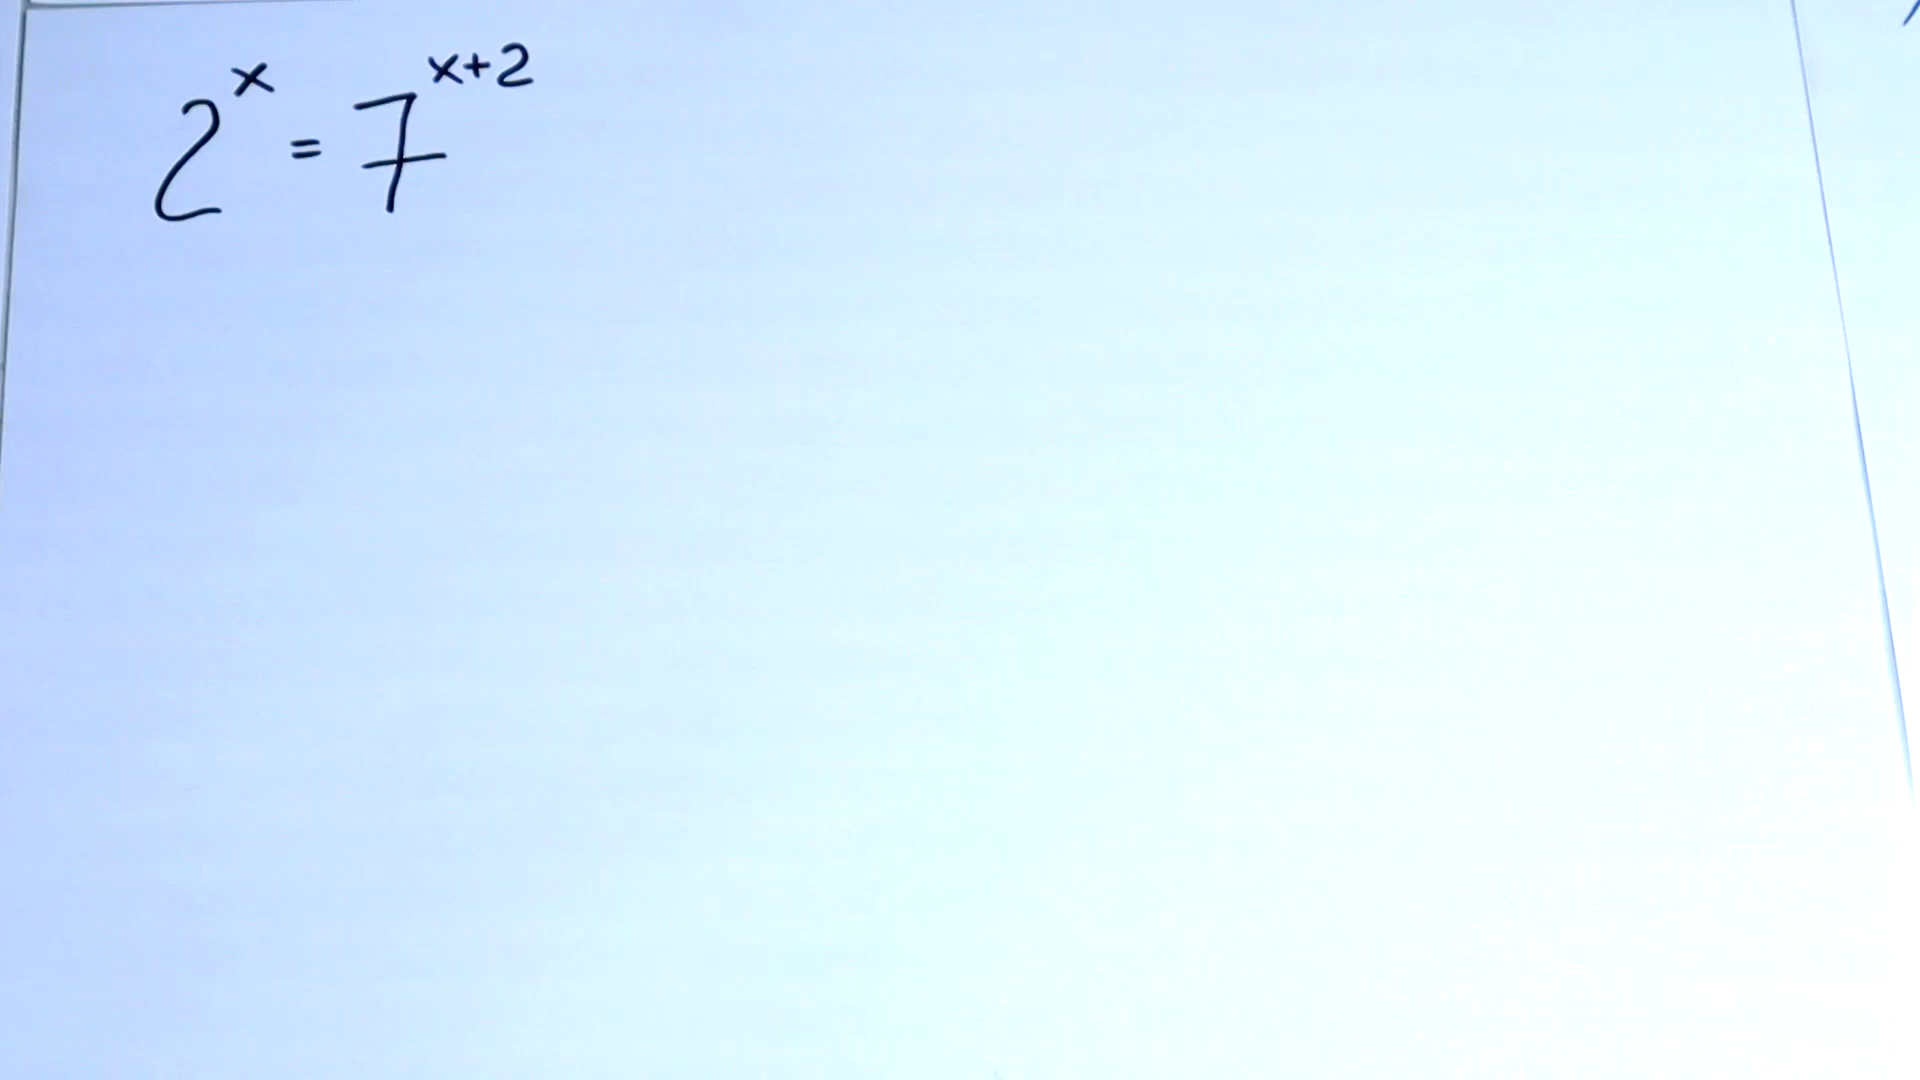 2^x = 7^{x+2}